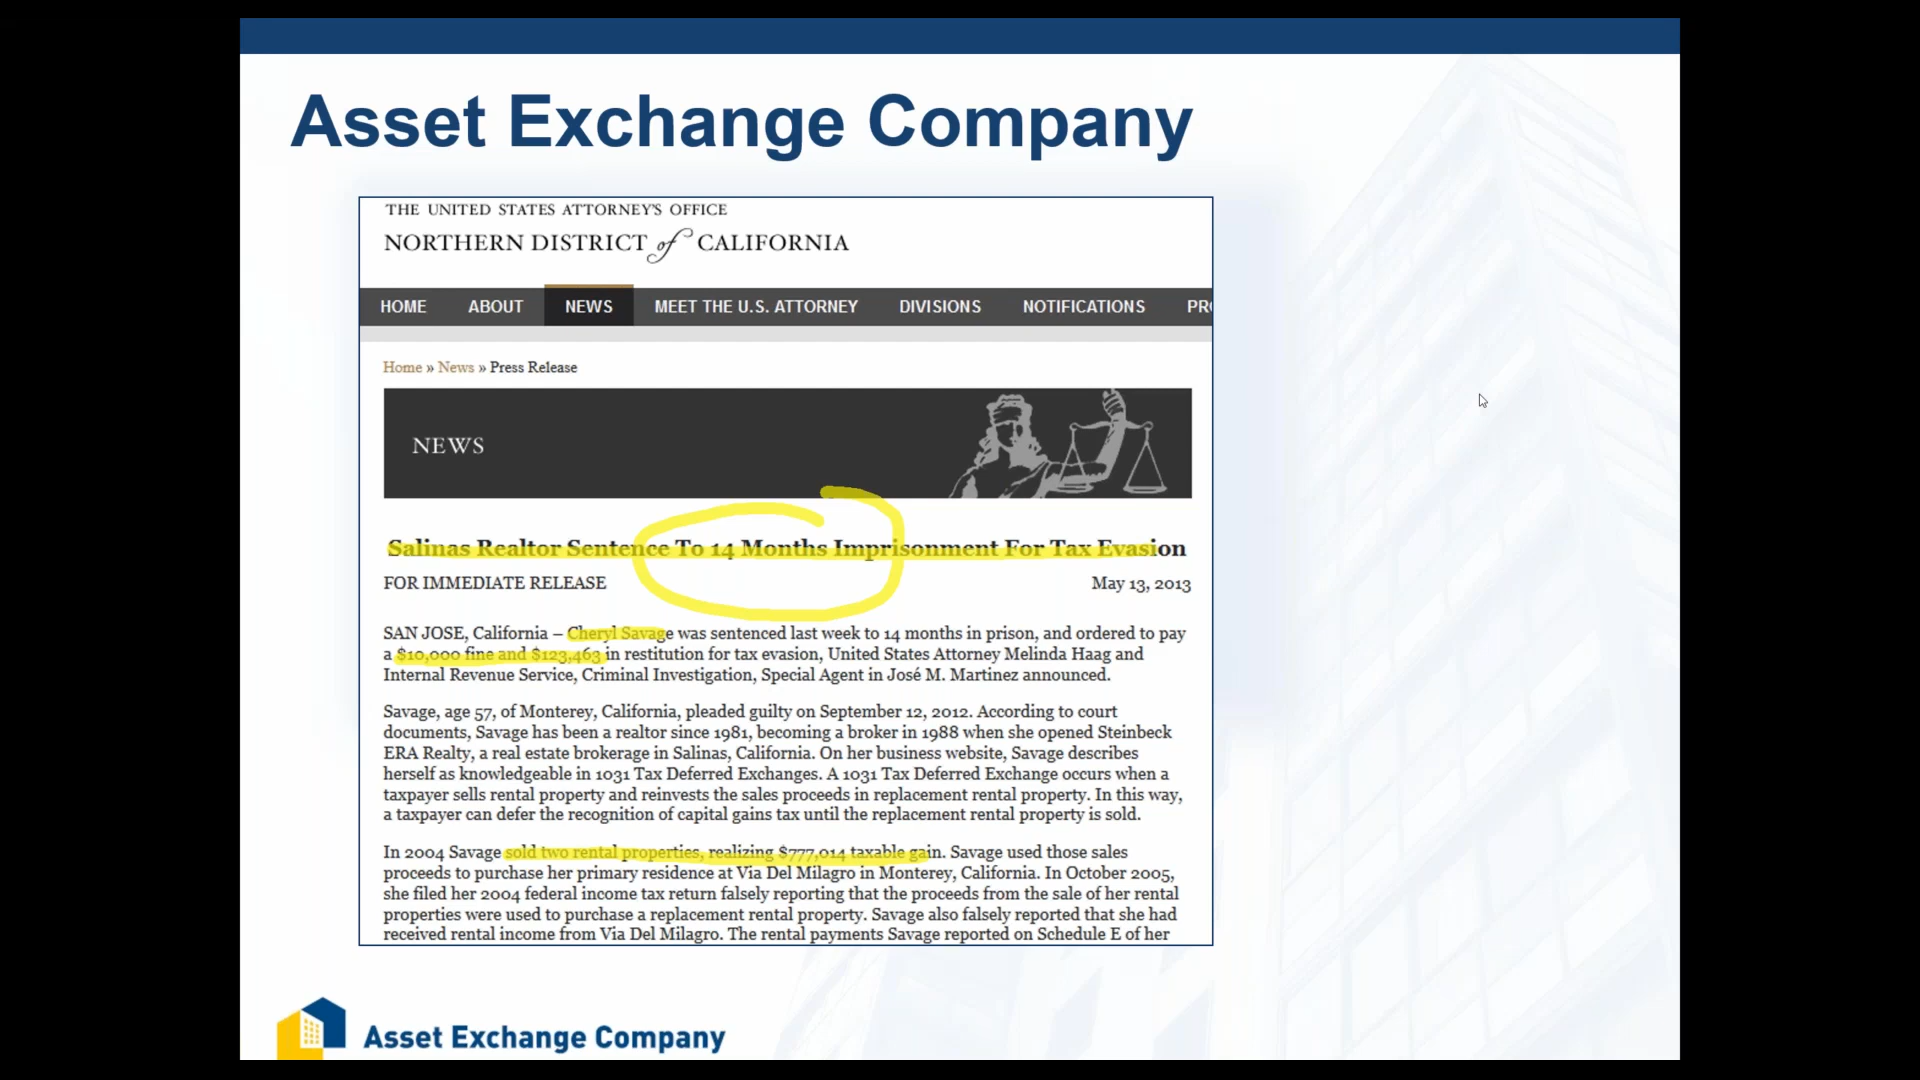 Asset Exchange Company
THE UNITED STATES ATTORNEY'S OFFICE
NORTHERN DISTRICT of CALIFORNIA
HOME ABOUT NEWS MEET THE U.S. ATTORNEY DIVISIONS NOTIFICATIONS PR
Home » News » Press Release
NEWS
Salinas Realtor Sentence To 14 Months Imprisonment For Tax Evasion
FOR IMMEDIATE RELEASE May 13, 2013
SAN JOSE, California – Cheryl Savage was sentenced last week to 14 months in prison, and ordered to pay
a $10,000 fine and $123,463 in restitution for tax evasion, United States Attorney Melinda Haag and
Internal Revenue Service, Criminal Investigation, Special Agent in José M. Martinez announced.
Savage, age 57, of Monterey, California, pleaded guilty on September 12, 2012. According to court
documents, Savage has been a realtor since 1981, becoming a broker in 1988 when she opened Steinbeck
ERA Realty, a real estate brokerage in Salinas, California. On her business website, Savage describes
herself as knowledgeable in 1031 Tax Deferred Exchanges. A 1031 Tax Deferred Exchange occurs when a
taxpayer sells rental property and reinvests the sales proceeds in replacement rental property. In this way,
a taxpayer can defer the recognition of capital gains tax until the replacement rental property is sold.
In 2004 Savage sold two rental properties, realizing $777,014 taxable gain. Savage used those sales
proceeds to purchase her primary residence at Via Del Milagro in Monterey, California. In October 2005,
she filed her 2004 federal income tax return falsely reporting that the proceeds from the sale of her rental
properties were used to purchase a replacement rental property. Savage also falsely reported that she had
received rental income from Via Del Milagro. The rental payments Savage reported on Schedule E of her
Asset Exchange Company